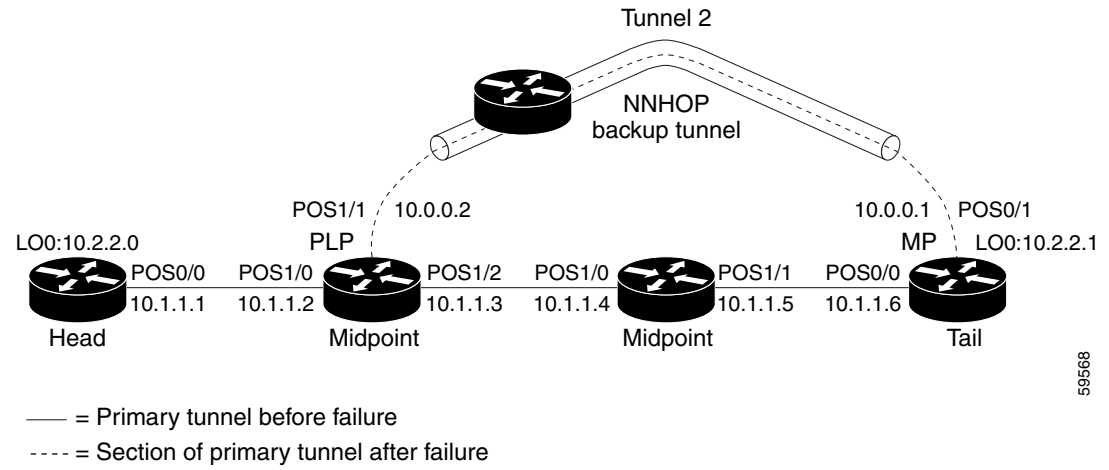 Tunnel 2
NNHOP
backup tunnel
POS1/1 10.0.0.2
10.0.0.1 POS0/1
LO0:10.2.2.0
PLP
MP
LO0:10.2.2.1
POS0/0
POS1/0
POS1/2
POS1/0
POS1/1
POS0/0
10.1.1.1
10.1.1.2
10.1.1.3
10.1.1.4
10.1.1.5
10.1.1.6
Head
Midpoint
Midpoint
Tail
59568
= Primary tunnel before failure
= Section of primary tunnel after failure